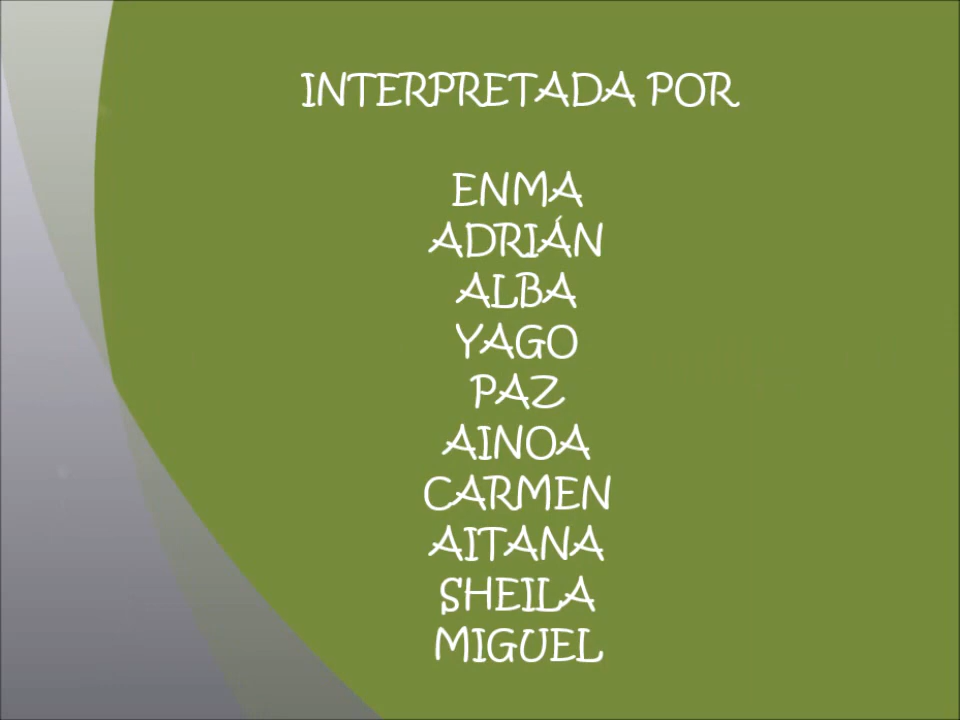 INTERPRETADA POR
ENMA
ADRIÁN
ALBA
YAGO
PAZ
AINOA
CARMEN
AITANA
SHEILA
MIGUEL